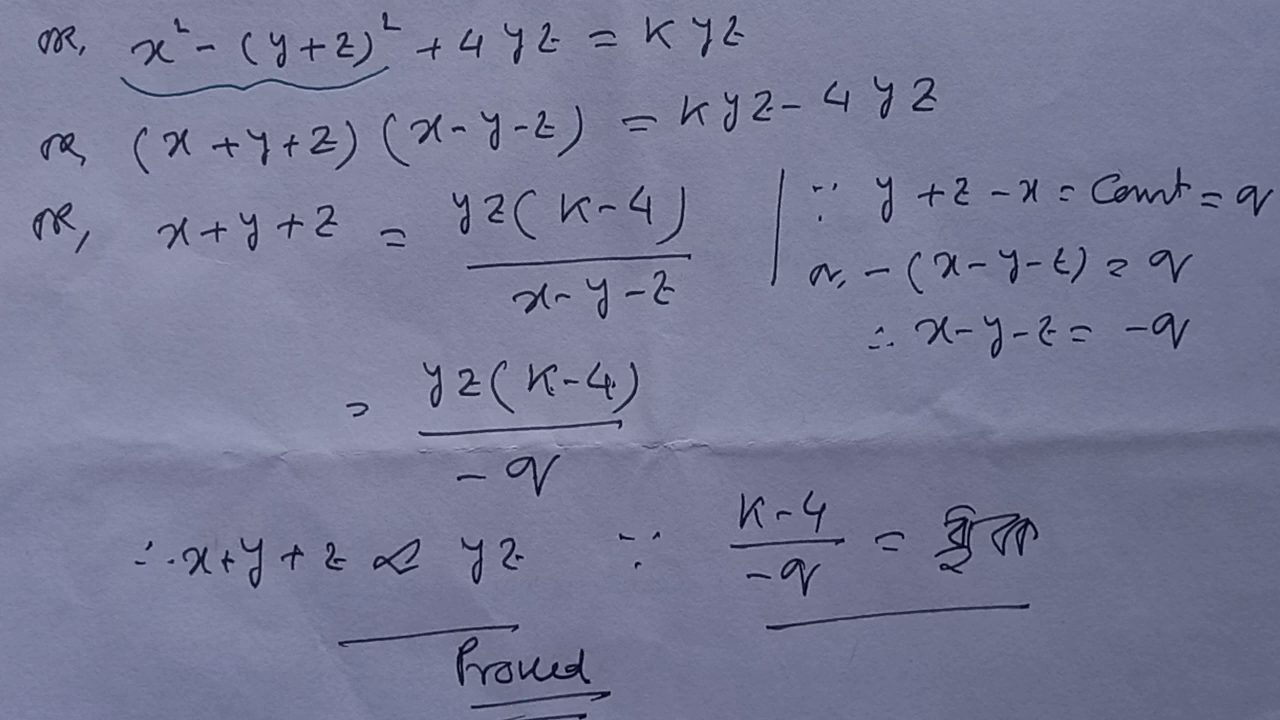 or, x² - (y+z)² + 4yz = kyz
or, (x+y+z)(x-y-z) = kyz-4yz
or, x+y+z = yz(k-4) / x-y-z | ∵ y+z-x = Const = q
or, -(x-y-z) = q
∴ x-y-z = -q
= yz(k-4) / -q
∴ x+y+z ∝ yz ∵ k-4 / -q = ধ্রুবক
Proved